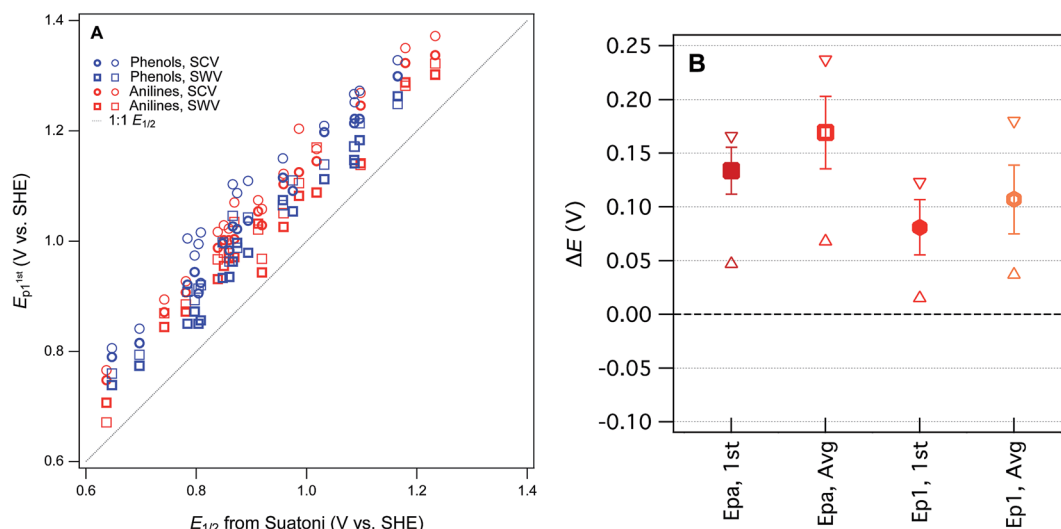 A
Phenols, SCV
Phenols, SWV
Anilines, SCV
Anilines, SWV
1:1 E1/2
1.4
1.2
1.0
0.8
0.6
0.6
0.8
1.0
1.2
1.4
Ep1 1st (V vs. SHE)
E1/2 from Suatoni (V vs. SHE)
B
0.25
0.20
0.15
0.10
0.05
0.00
-0.05
-0.10
ΔE (V)
Epa, 1st
Epa, Avg
Ep1, 1st
Ep1, Avg